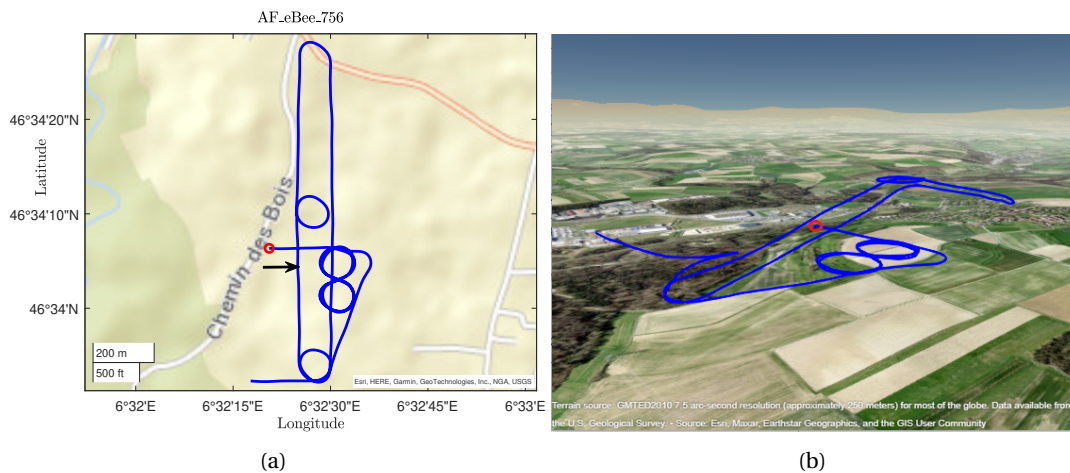 AF_eBee_756
46°34'20"N
Latitude
46°34'10"N
46°34'N
Chemin des Bois
200 m
500 ft
Esri, HERE, Garmin, GeoTechnologies, Inc., NGA, USGS
6°32'E
6°32'15"E
6°32'30"E
6°32'45"E
6°33'E
Longitude
(a)
Terrain source: GMTED2010 7.5 arc-second resolution (approximately 250 meters) for most of the globe. Data available from
the U.S. Geological Survey. • Source: Esri, Maxar, Earthstar Geographics, and the GIS User Community
(b)